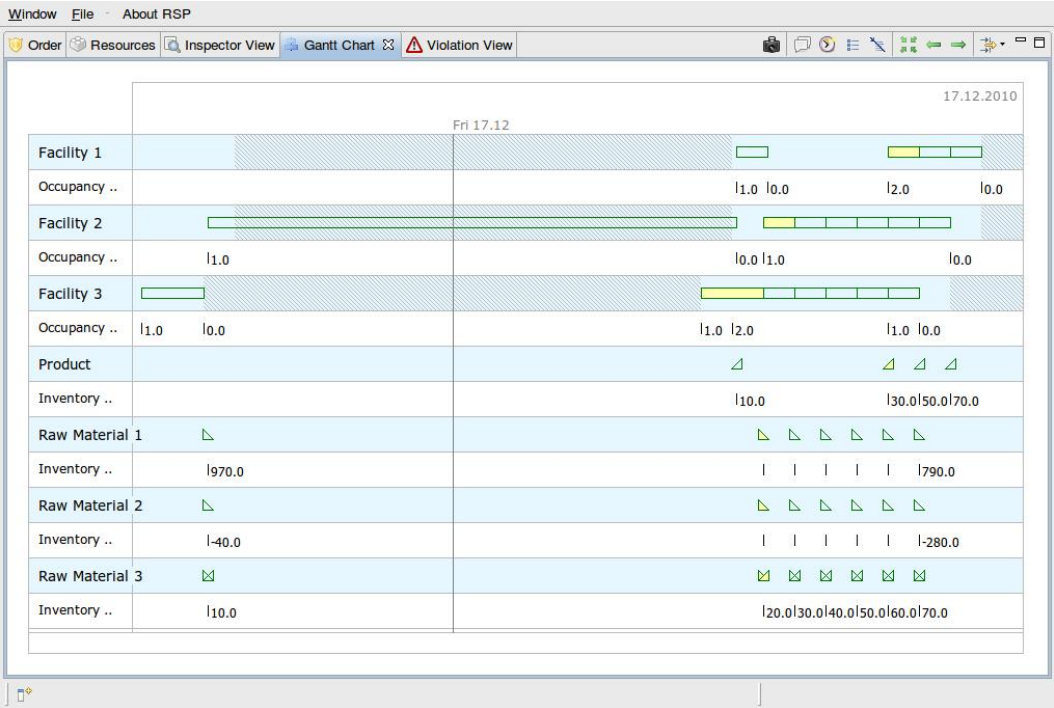 Window File About RSP
Order Resources Inspector View Gantt Chart Violation View
17.12.2010
Fri 17.12
Facility 1
Occupancy .. 1.0 0.0 2.0 0.0
Facility 2
Occupancy .. 1.0 0.0 1.0 0.0
Facility 3
Occupancy .. 1.0 0.0 1.0 2.0 1.0 0.0
Product
Inventory .. 10.0 30.0 50.0 70.0
Raw Material 1
Inventory .. 970.0 790.0
Raw Material 2
Inventory .. -40.0 -280.0
Raw Material 3
Inventory .. 10.0 20.0 30.0 40.0 50.0 60.0 70.0